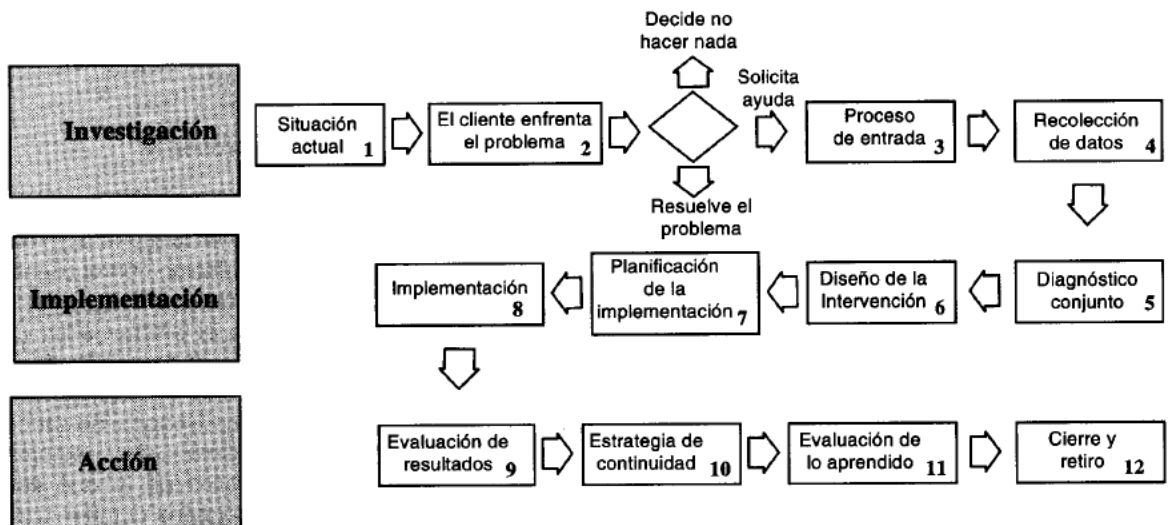 Investigación
Situación
actual 1
El cliente enfrenta
el problema 2
Decide no
hacer nada
Solicita
ayuda
Resuelve el
problema
Proceso
de entrada 3
Recolección
de datos 4
Implementación
Implementación
8
Planificación
de la
implementación 7
Diseño de la
Intervención 6
Diagnóstico
conjunto 5
Acción
Evaluación de
resultados 9
Estrategia de
continuidad 10
Evaluación de
lo aprendido 11
Cierre y
retiro 12